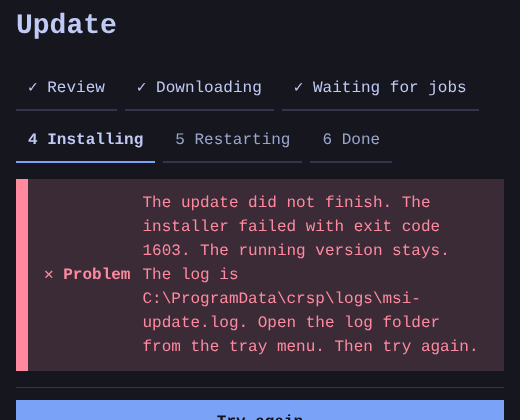 Update
✓ Review ✓ Downloading ✓ Waiting for jobs
4 Installing 5 Restarting 6 Done
The update did not finish. The
installer failed with exit code
1603. The running version stays.
× Problem The log is
C:\ProgramData\crsp\logs\msi-
update.log. Open the log folder
from the tray menu. Then try again.
Try again